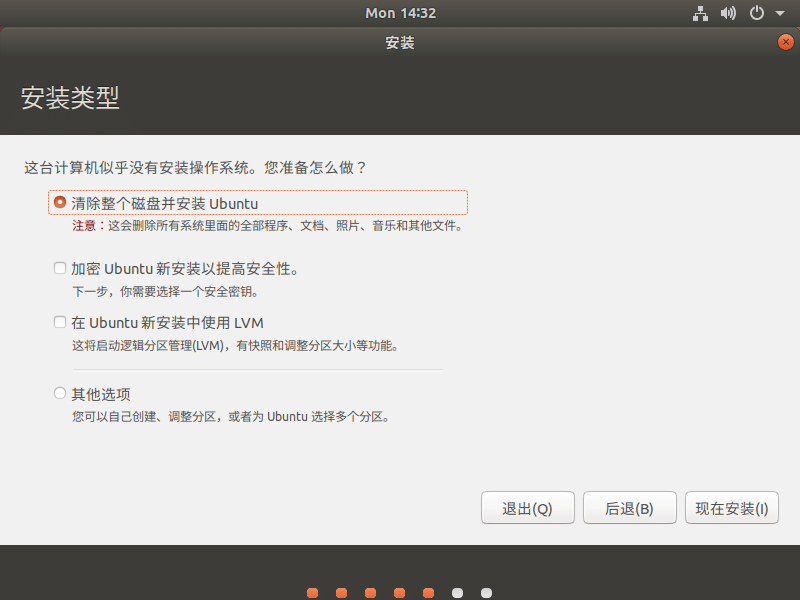 Mon 14:32
安装
安装类型
这台计算机似乎没有安装操作系统。您准备怎么做？
清除整个磁盘并安装 Ubuntu
注意：这会删除所有系统里面的全部程序、文档、照片、音乐和其他文件。
加密 Ubuntu 新安装以提高安全性。
下一步，你需要选择一个安全密钥。
在 Ubuntu 新安装中使用 LVM
这将启动逻辑分区管理(LVM)，有快照和调整分区大小等功能。
其他选项
您可以自己创建、调整分区，或者为 Ubuntu 选择多个分区。
退出(Q) 后退(B) 现在安装(I)